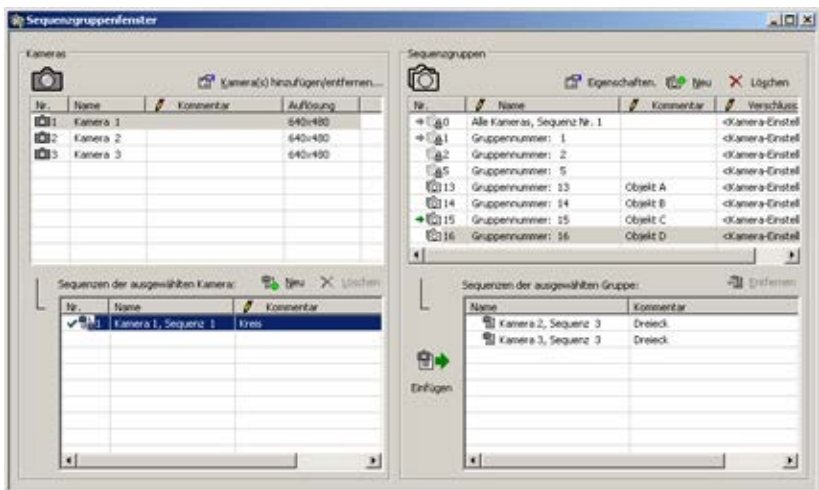 Sequenzgruppenfenster
Kameras
Kamera(s) hinzufügen/entfernen...
Nr. Name Kommentar Auflösung
1 Kamera 1 640x480
2 Kamera 2 640x480
3 Kamera 3 640x480
Sequenzen der ausgewählten Kamera: Neu Löschen
Nr. Name Kommentar
1 Kamera 1, Sequenz 1 Kreis
Sequenzgruppen
Eigenschaften. Neu Löschen
Nr. Name Kommentar Verschluss
0 Alle Kameras, Sequenz Nr. 1 <Kamera-Einstell
1 Gruppennummer: 1 <Kamera-Einstell
2 Gruppennummer: 2 <Kamera-Einstell
5 Gruppennummer: 5 <Kamera-Einstell
13 Gruppennummer: 13 Objekt A <Kamera-Einstell
14 Gruppennummer: 14 Objekt B <Kamera-Einstell
15 Gruppennummer: 15 Objekt C <Kamera-Einstell
16 Gruppennummer: 16 Objekt D <Kamera-Einstell
Sequenzen der ausgewählten Gruppe: Entfernen
Name Kommentar
Kamera 2, Sequenz 3 Dreieck
Kamera 3, Sequenz 3 Dreieck
Einfügen